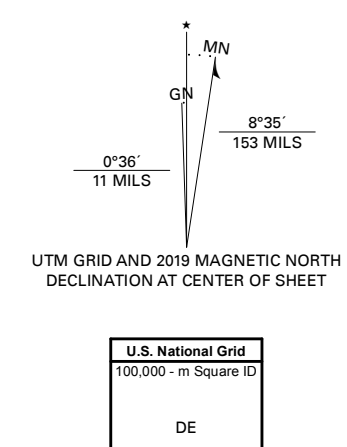 MN
GN
8°35´
153 MILS
0°36´
11 MILS
UTM GRID AND 2019 MAGNETIC NORTH
DECLINATION AT CENTER OF SHEET
U.S. National Grid
100,000 - m Square ID
DE